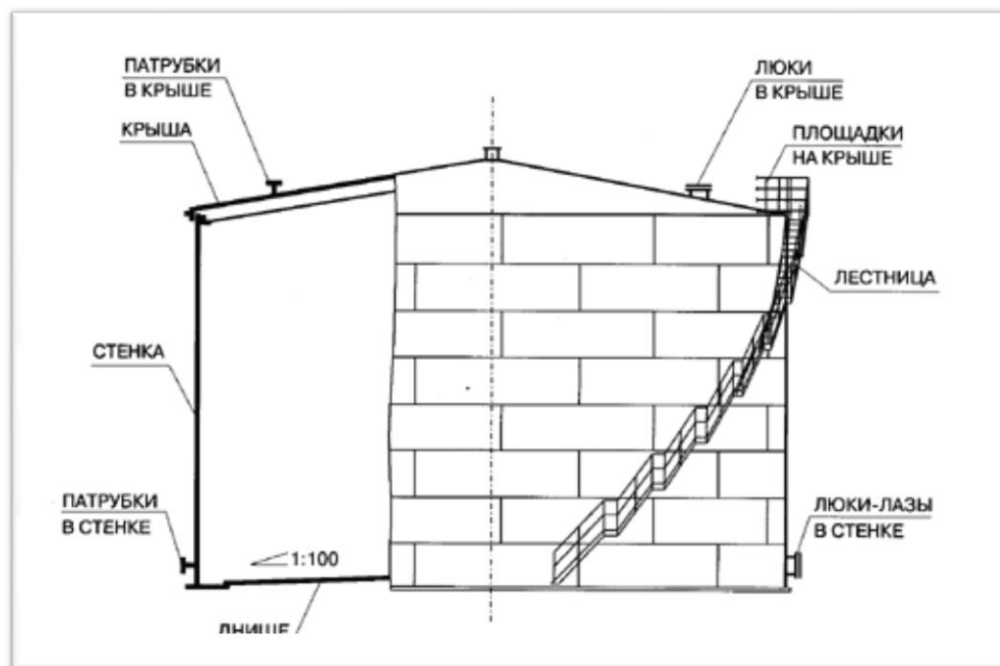 ПАТРУБКИ
В КРЫШЕ
КРЫША
ЛЮКИ
В КРЫШЕ
ПЛОЩАДКИ
НА КРЫШЕ
ЛЕСТНИЦА
СТЕНКА
ПАТРУБКИ
В СТЕНКЕ
ЛЮКИ-ЛАЗЫ
В СТЕНКЕ
1:100
ДНИЩЕ